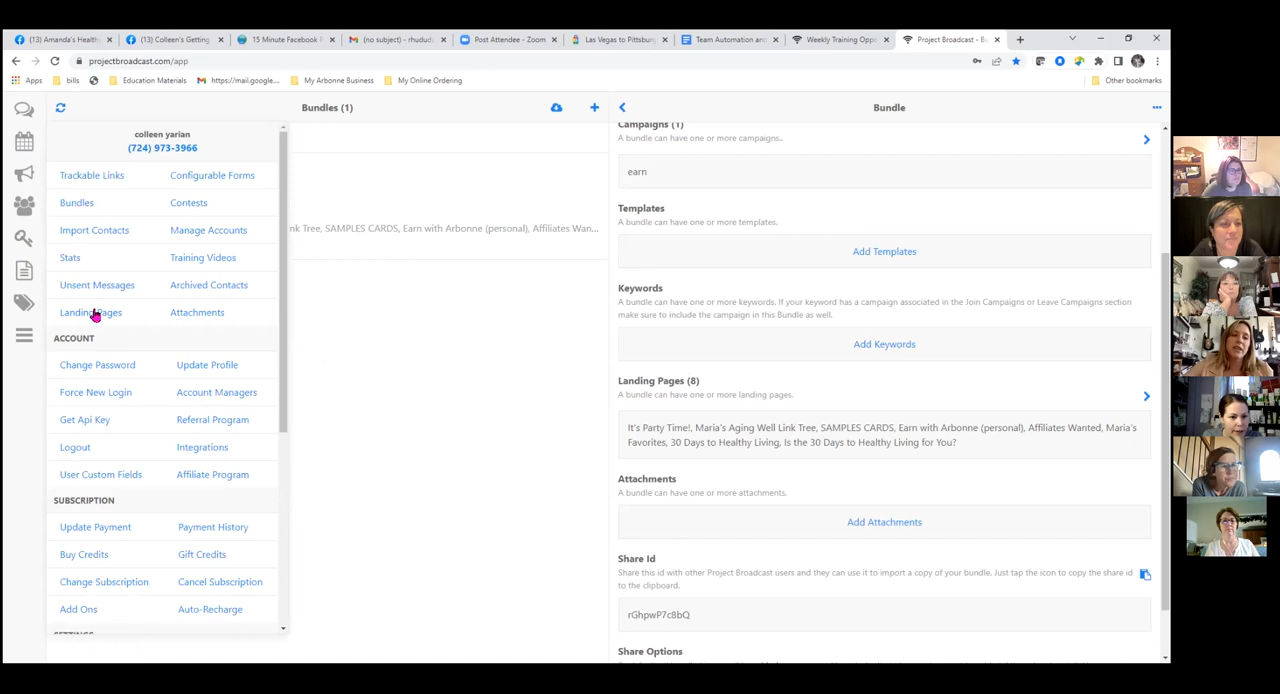 (13) Amanda's Health
(13) Colleen's Getting
15 Minute Facebook P
(no subject) - rhududu
Post Attendee - Zoom
Las Vegas to Pittsburg
Team Automation and
Weekly Training Oppo
Project Broadcast - Bu
projectbroadcast.com/app
Apps
bills
Education Materials
https://mail.google....
My Arbonne Business
My Online Ordering
Other bookmarks
Bundles (1)
colleen yarian
(724) 973-3966
Trackable Links
Configurable Forms
Bundles
Contests
Import Contacts
Manage Accounts
Stats
Training Videos
Unsent Messages
Archived Contacts
Landing Pages
Attachments
ACCOUNT
Change Password
Update Profile
Force New Login
Account Managers
Get Api Key
Referral Program
Logout
Integrations
User Custom Fields
Affiliate Program
SUBSCRIPTION
Update Payment
Payment History
Buy Credits
Gift Credits
Change Subscription
Cancel Subscription
Add Ons
Auto-Recharge
SETTINGS
nk Tree, SAMPLES CARDS, Earn with Arbonne (personal), Affiliates Wan...
Bundle
Campaigns (1)
A bundle can have one or more campaigns..
earn
Templates
A bundle can have one or more templates.
Add Templates
Keywords
A bundle can have one or more keywords. If your keyword has a campaign associated in the Join Campaigns or Leave Campaigns section
make sure to include the campaign in this Bundle as well.
Add Keywords
Landing Pages (8)
A bundle can have one or more landing pages.
It's Party Time!, Maria's Aging Well Link Tree, SAMPLES CARDS, Earn with Arbonne (personal), Affiliates Wanted, Maria's
Favorites, 30 Days to Healthy Living, Is the 30 Days to Healthy Living for You?
Attachments
A bundle can have one or more attachments.
Add Attachments
Share Id
Share this id with other Project Broadcast users and they can use it to import a copy of your bundle. Just tap the icon to copy the share id
to the clipboard.
rGhpwP7c8bQ
Share Options